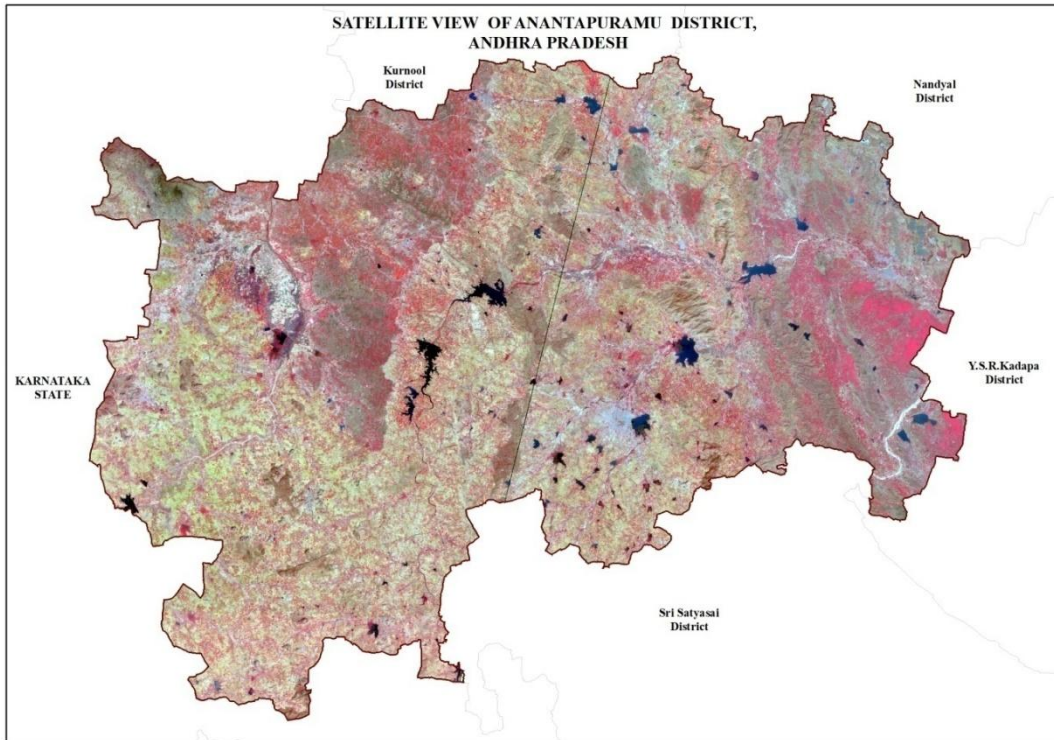 SATELLITE VIEW OF ANANTAPURAMU DISTRICT,
ANDHRA PRADESH
Kurnool
District
Nandyal
District
KARNATAKA
STATE
Y.S.R.Kadapa
District
Sri Satyasai
District